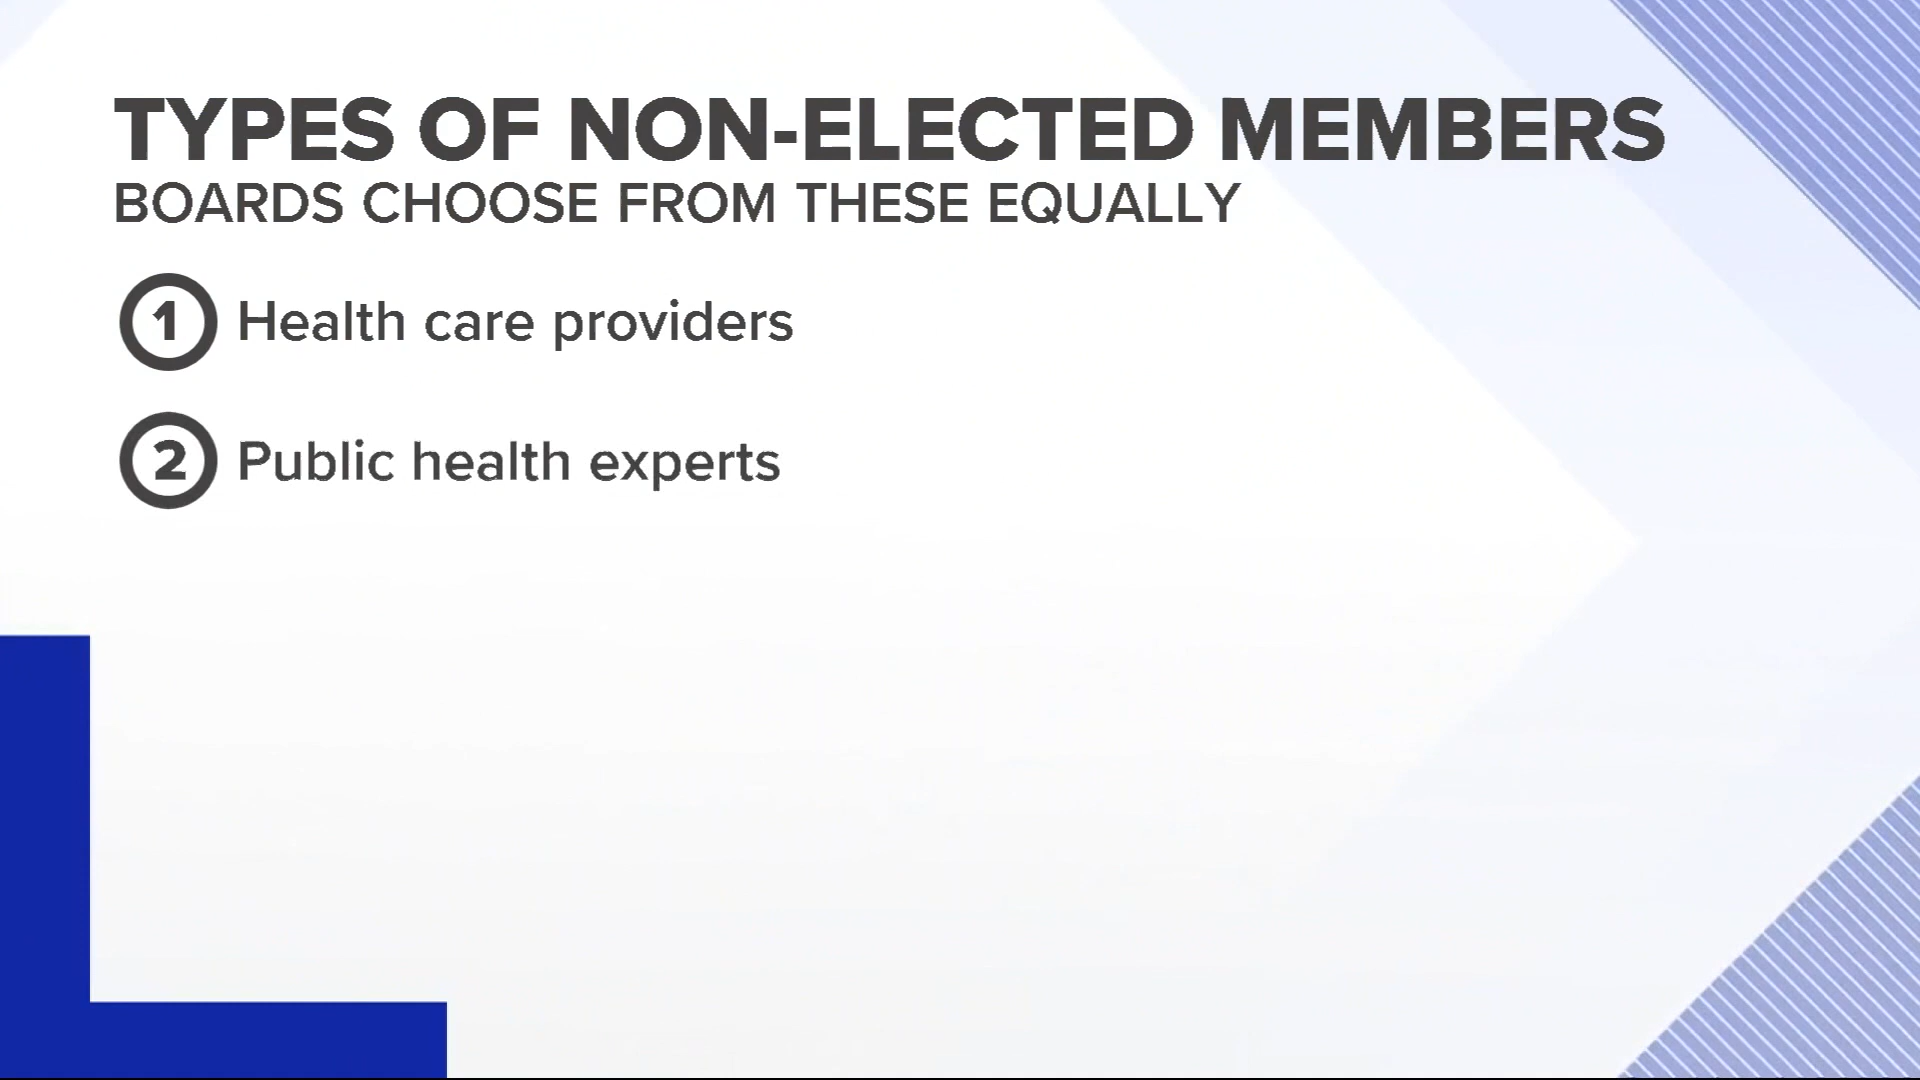 TYPES OF NON-ELECTED MEMBERS
BOARDS CHOOSE FROM THESE EQUALLY
1 Health care providers
2 Public health experts